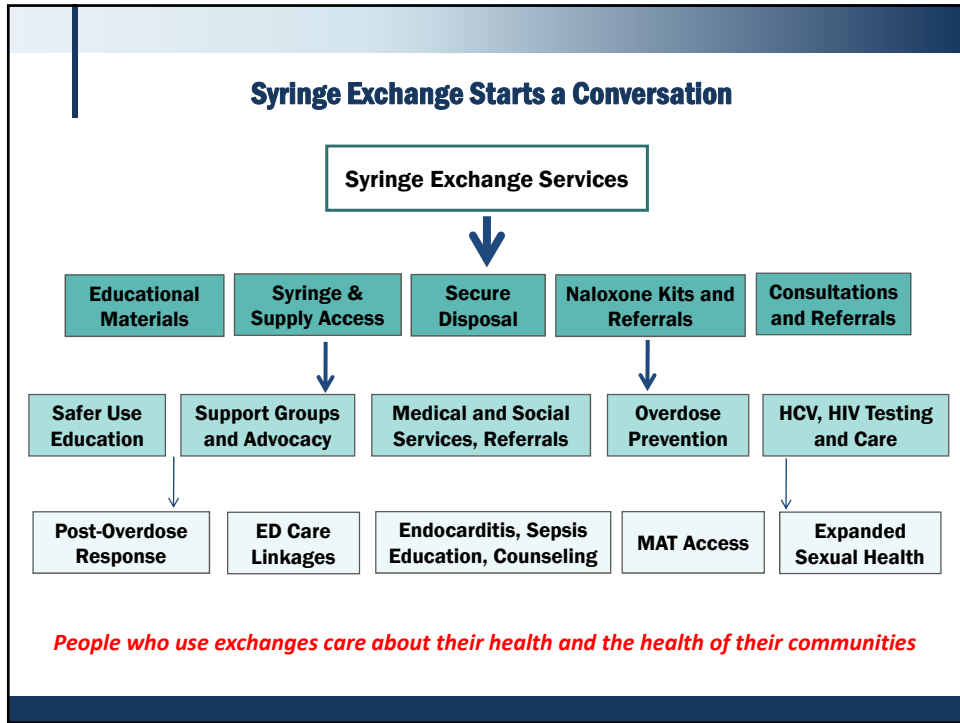 Syringe Exchange Starts a Conversation
Syringe Exchange Services
Educational
Materials
Syringe &
Supply Access
Secure
Disposal
Naloxone Kits and
Referrals
Consultations
and Referrals
Safer Use
Education
Support Groups
and Advocacy
Medical and Social
Services, Referrals
Overdose
Prevention
HCV, HIV Testing
and Care
Post-Overdose
Response
ED Care
Linkages
Endocarditis, Sepsis
Education, Counseling
MAT Access
Expanded
Sexual Health
People who use exchanges care about their health and the health of their communities